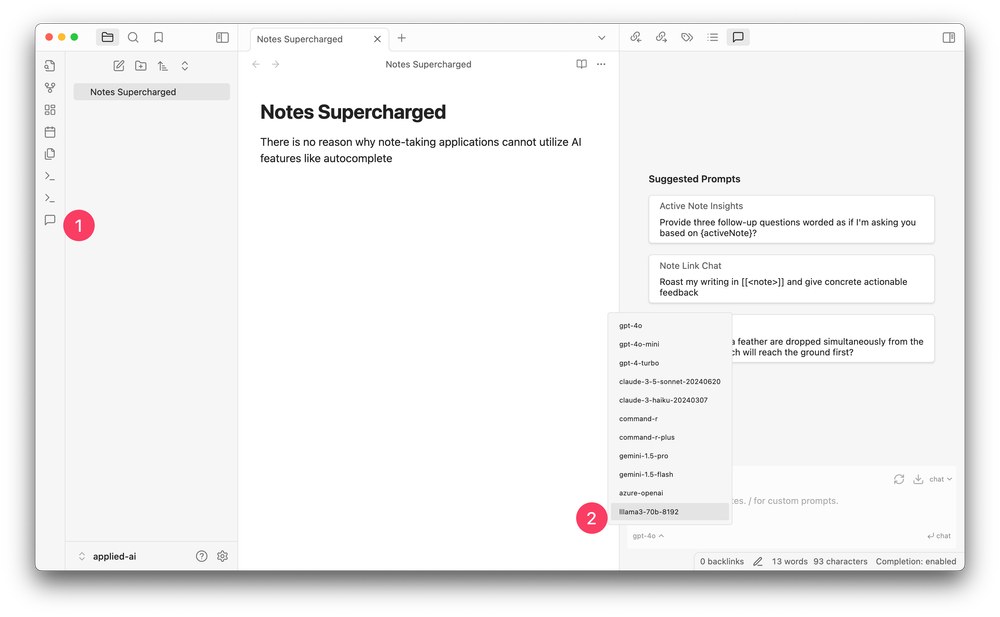 Notes Supercharged
Notes Supercharged
Notes Supercharged
Notes Supercharged
There is no reason why note-taking applications cannot utilize AI
features like autocomplete
1
applied-ai
Suggested Prompts
Active Note Insights
Provide three follow-up questions worded as if I'm asking you
based on {activeNote}?
Note Link Chat
Roast my writing in [[<note>]] and give concrete actionable
feedback
a feather are dropped simultaneously from the
will reach the ground first?
gpt-4o
gpt-4o-mini
gpt-4-turbo
claude-3-5-sonnet-20240620
claude-3-haiku-20240307
command-r
command-r-plus
gemini-1.5-pro
gemini-1.5-flash
azure-openai
2
llama3-70b-8192
chat
/ for custom prompts.
gpt-4o
chat
0 backlinks
13 words
93 characters
Completion: enabled